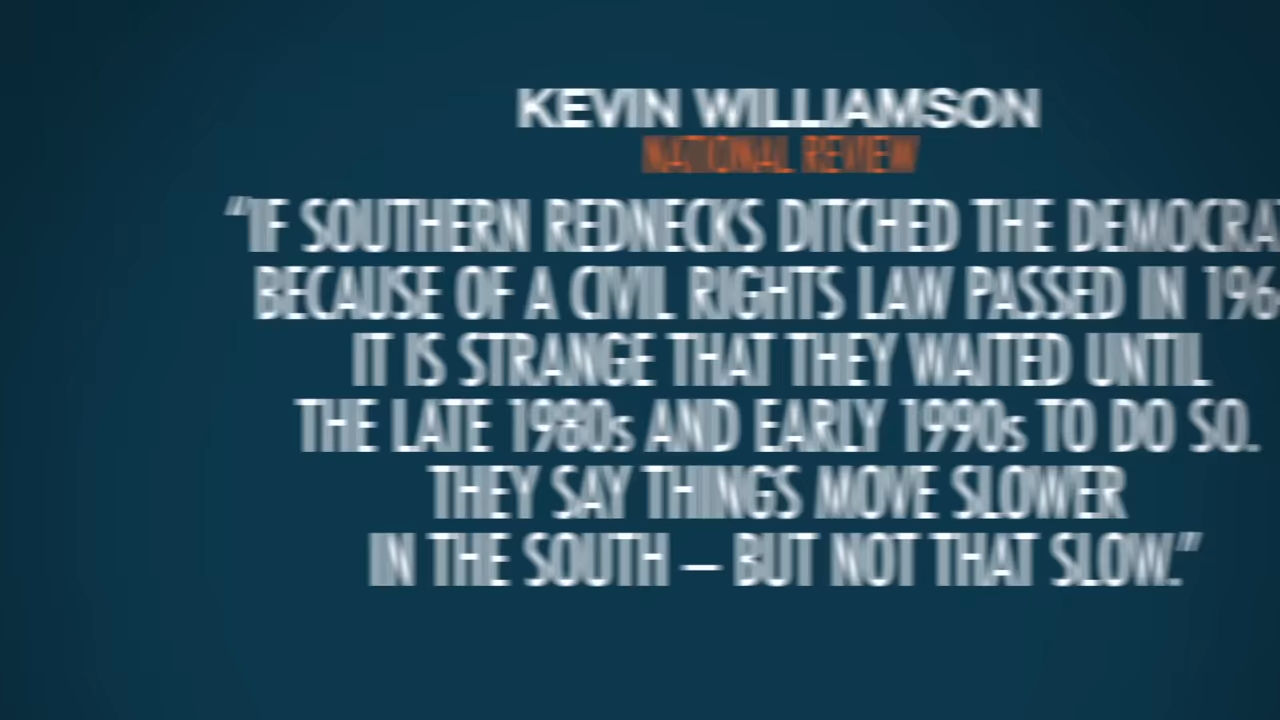 KEVIN WILLIAMSON
NATIONAL REVIEW
“IF SOUTHERN REDNECKS DITCHED THE DEMOCRA
BECAUSE OF A CIVIL RIGHTS LAW PASSED IN 196
IT IS STRANGE THAT THEY WAITED UNTIL
THE LATE 1980s AND EARLY 1990s TO DO SO.
THEY SAY THINGS MOVE SLOWER
IN THE SOUTH – BUT NOT THAT SLOW.”